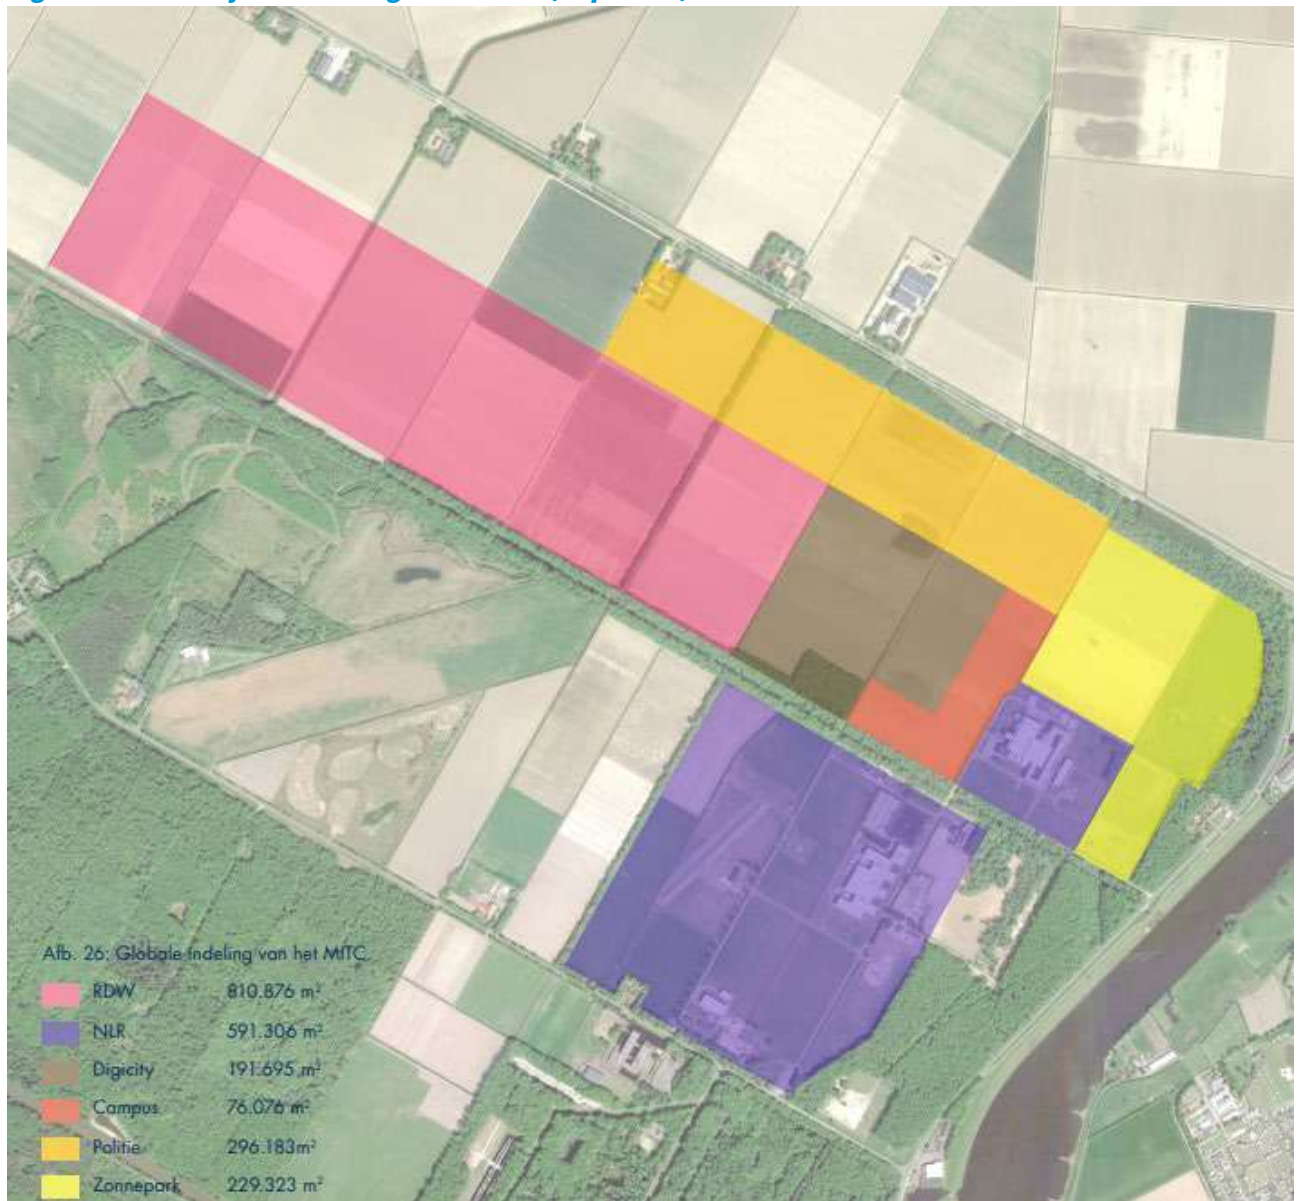 Afb. 26: Globale indeling van het MITC
RDW 810.876 m²
NLR 591.306 m²
Digicity 191.695 m²
Campus 76.076 m²
Politie 296.183m²
Zonnepark 229.323 m²